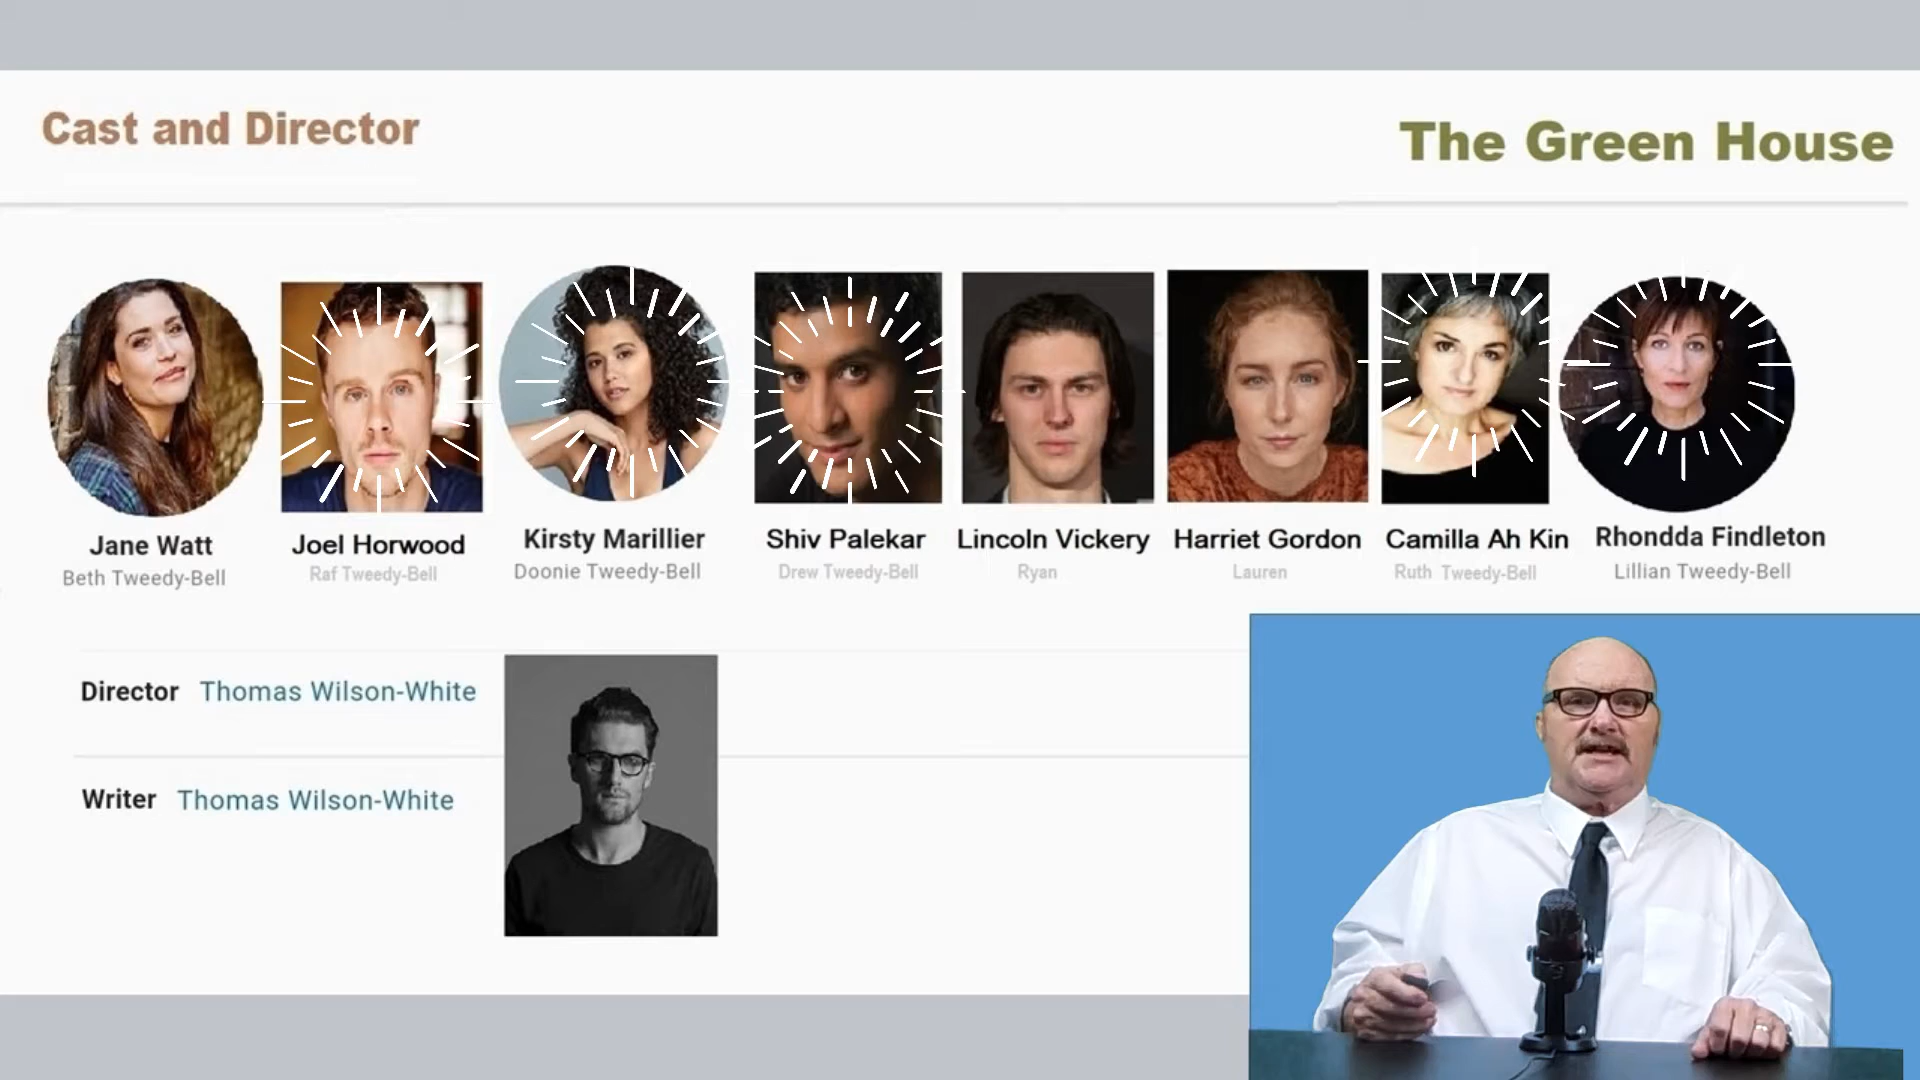 Cast and Director
The Green House
Jane Watt
Beth Tweedy-Bell
Joel Horwood
Raf Tweedy-Bell
Kirsty Marillier
Doonie Tweedy-Bell
Shiv Palekar
Drew Tweedy-Bell
Lincoln Vickery
Ryan
Harriet Gordon
Lauren
Camilla Ah Kin
Ruth Tweedy-Bell
Rhondda Findleton
Lillian Tweedy-Bell
Director Thomas Wilson-White
Writer Thomas Wilson-White